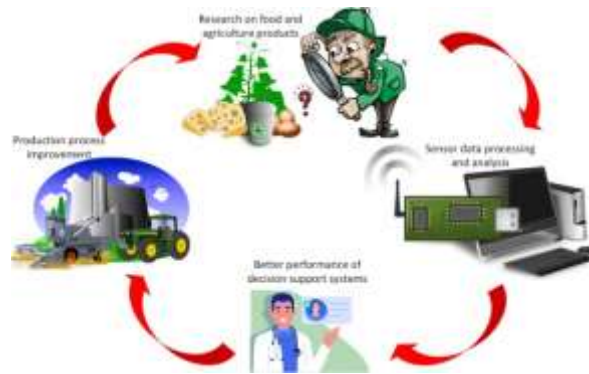 Research on food and
agriculture products
Sensor data processing
and analysis
Better performance of
decision support systems
Production process
improvement